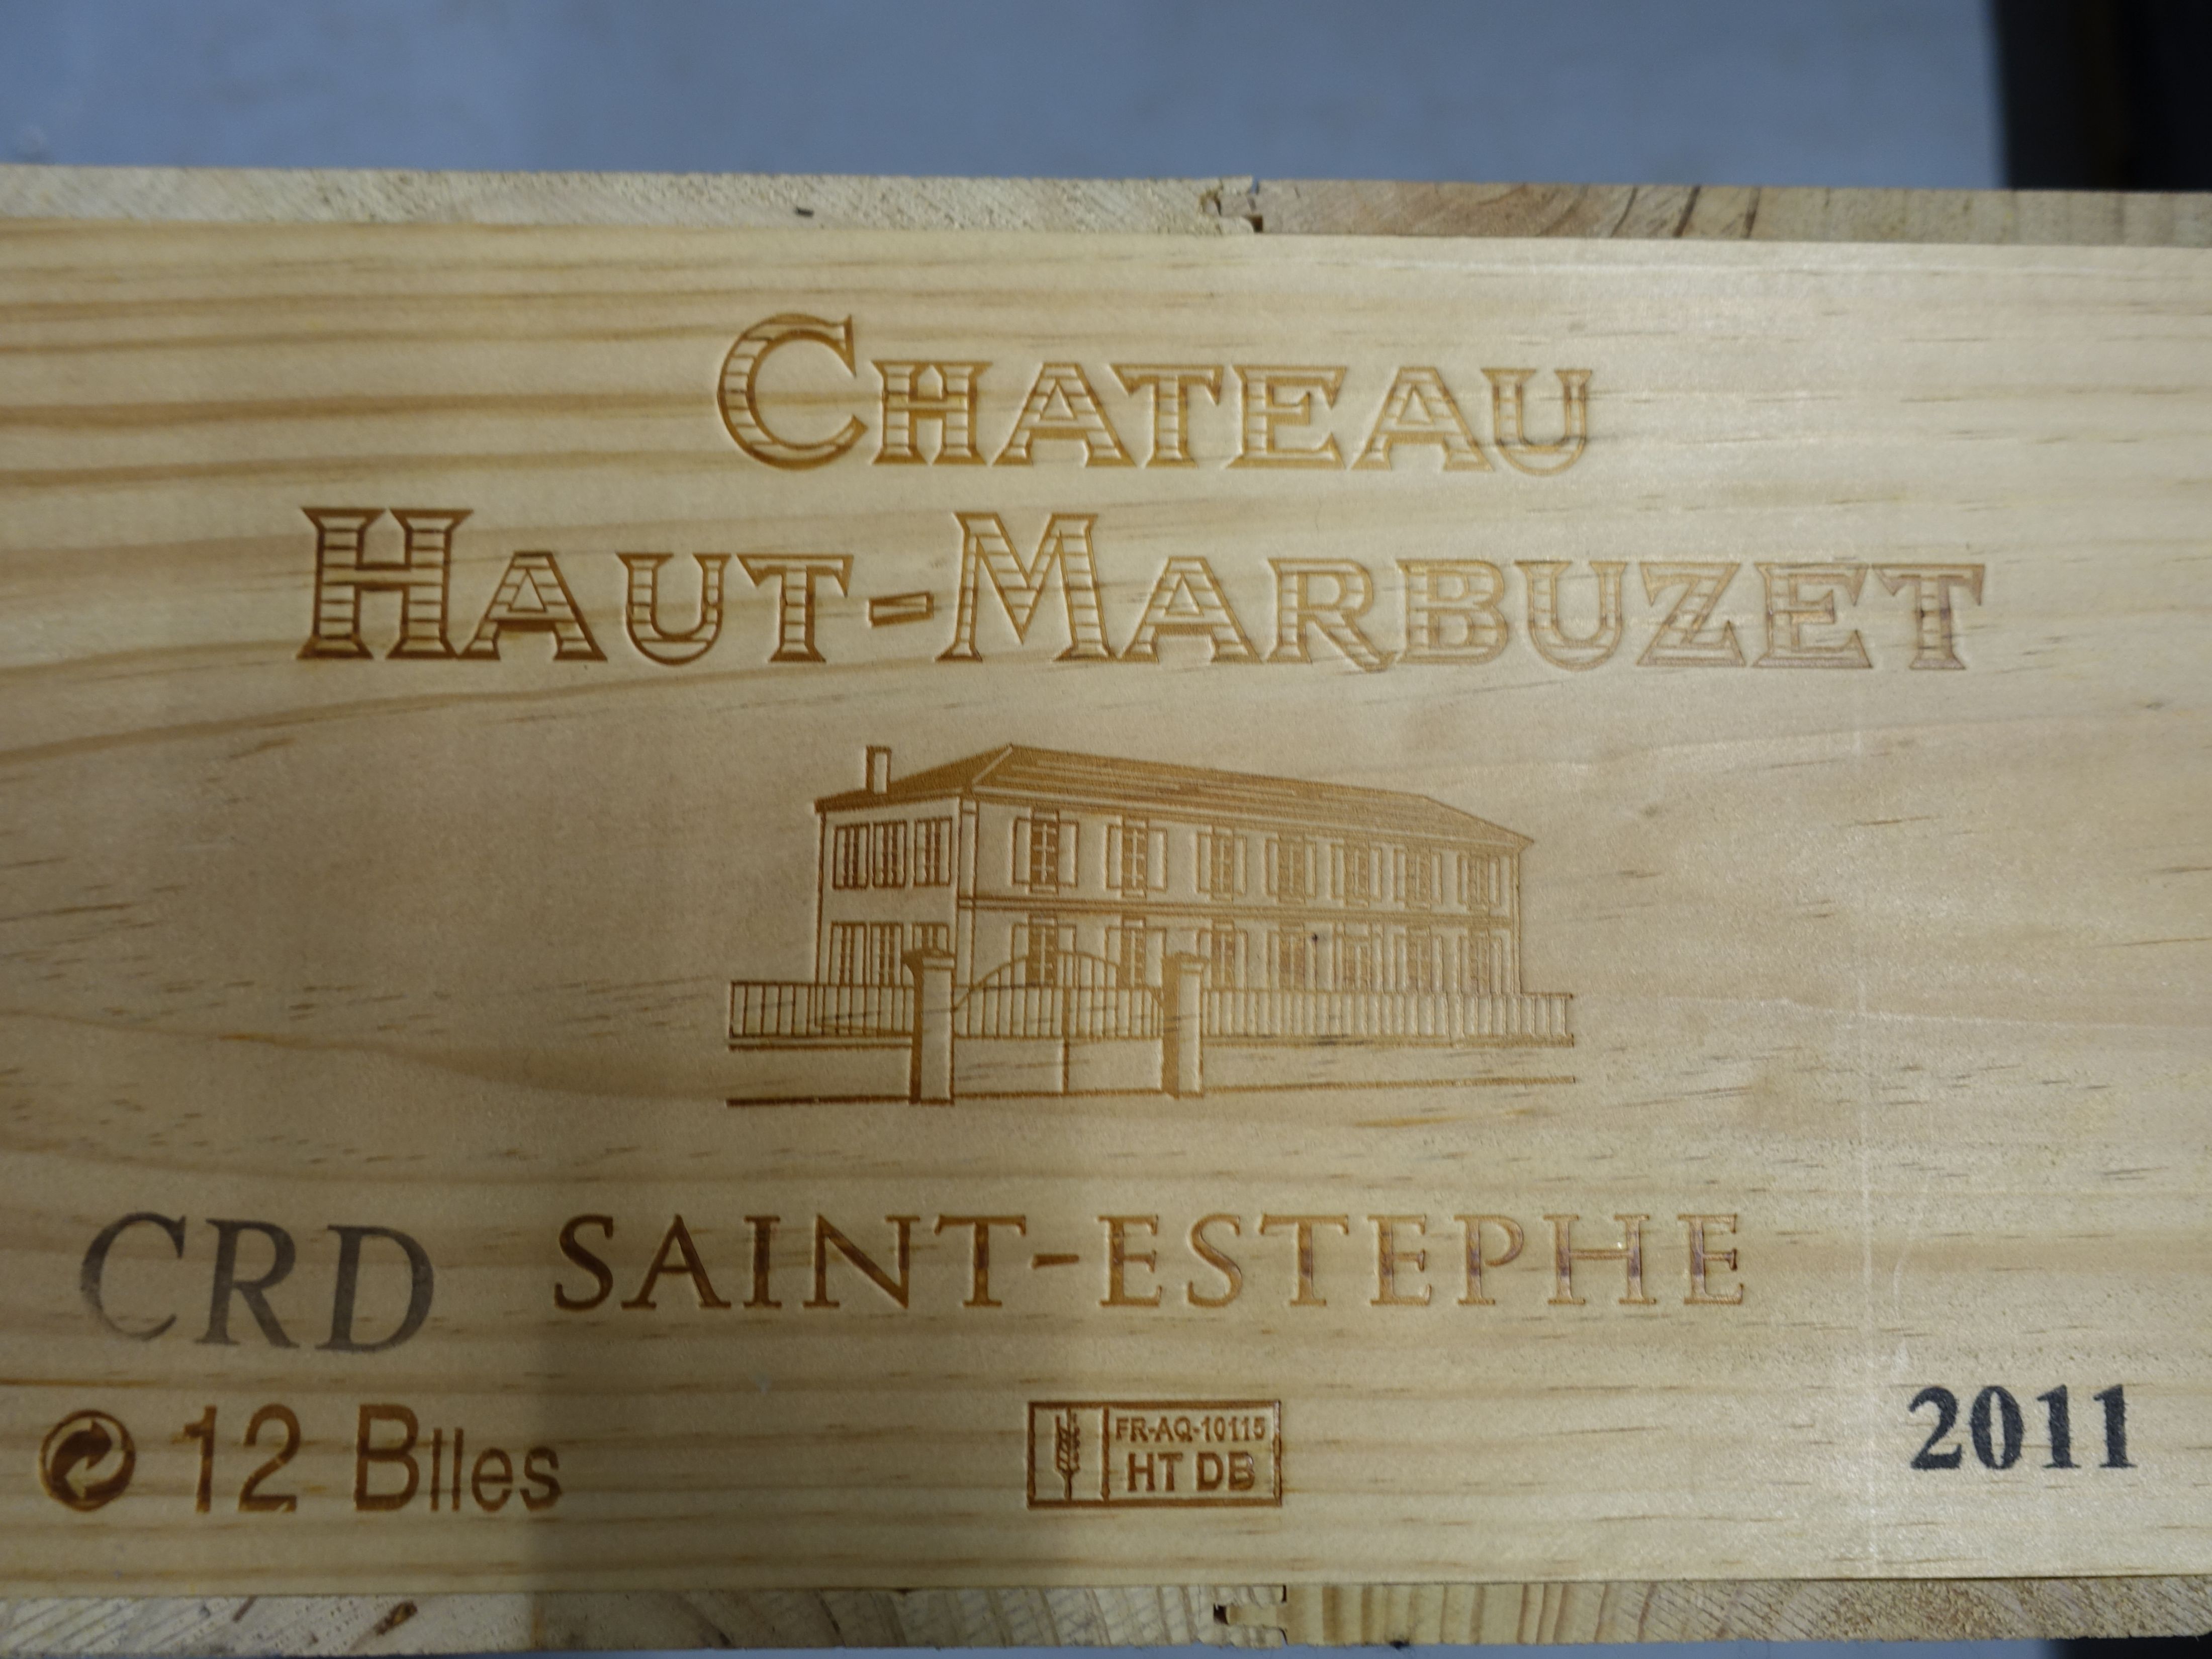 CHATEAU
HAUT-MARBUZET
CRD SAINT-ESTEPHE
12 Blles
FR-AQ-10115
HT DB
2011